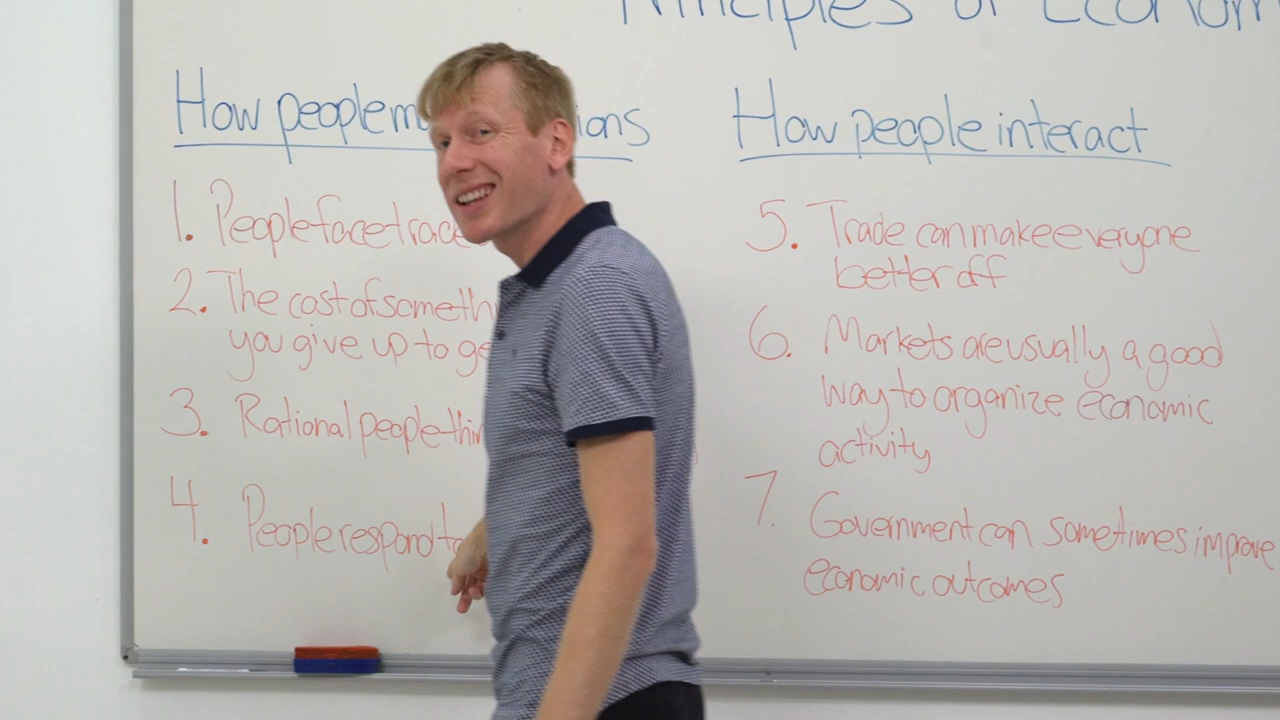 Principles of Econom
How people m ions
1. People face trade
2. The cost of someth
you give up to ge
3. Rational people thin
4. People respond to
How people interact
5. Trade can make everyone
better off
6. Markets are usually a good
way to organize economic
activity
7. Government can sometimes improve
economic outcomes